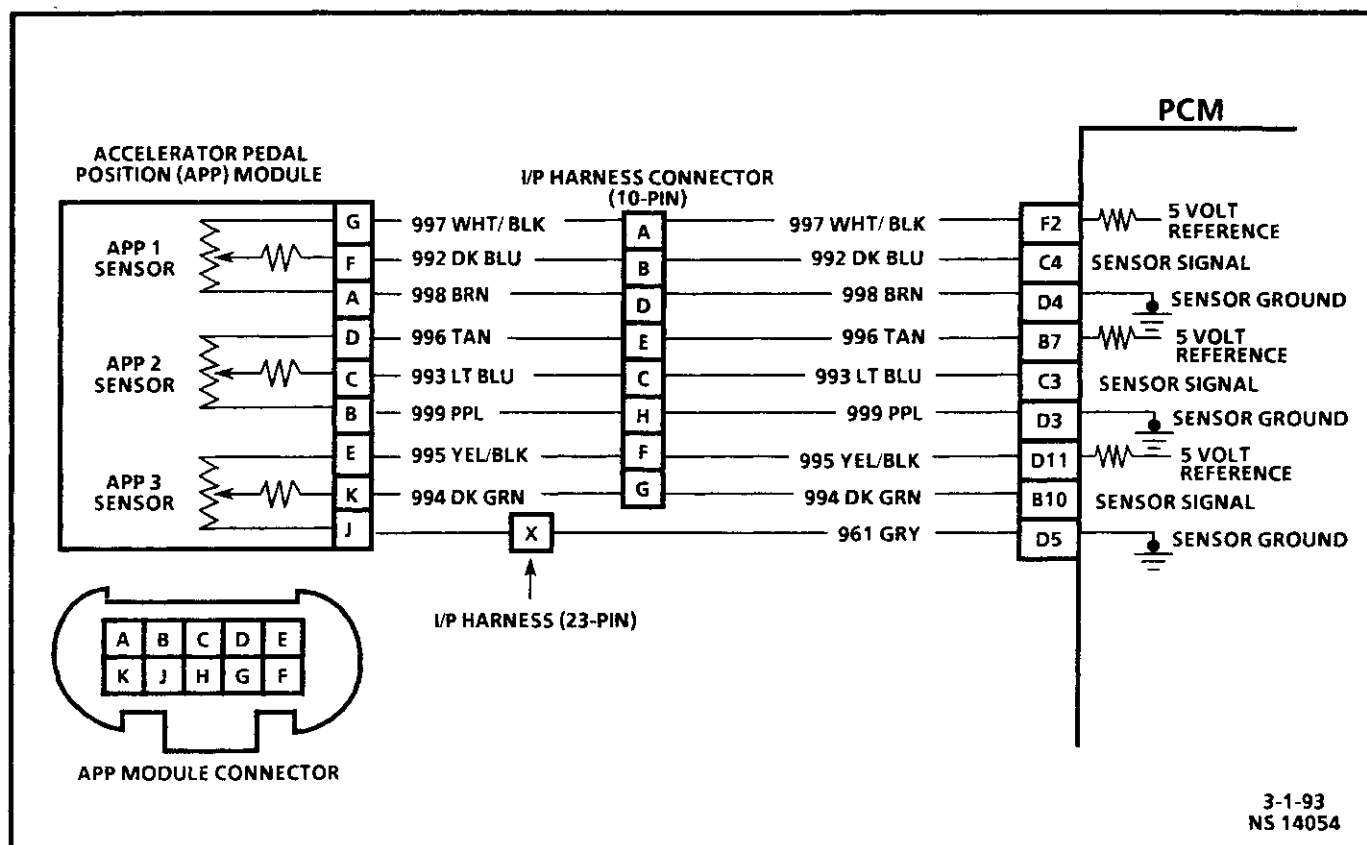 PCM
ACCELERATOR PEDAL
POSITION (APP) MODULE
I/P HARNESS CONNECTOR
(10-PIN)
APP 1
SENSOR
G 997 WHT/ BLK A 997 WHT/ BLK F2 5 VOLT
REFERENCE
F 992 DK BLU B 992 DK BLU C4 SENSOR SIGNAL
A 998 BRN D 998 BRN D4 SENSOR GROUND
APP 2
SENSOR
D 996 TAN E 996 TAN B7 5 VOLT
REFERENCE
C 993 LT BLU C 993 LT BLU C3 SENSOR SIGNAL
B 999 PPL H 999 PPL D3 SENSOR GROUND
APP 3
SENSOR
E 995 YEL/BLK F 995 YEL/BLK D11 5 VOLT
REFERENCE
K 994 DK GRN G 994 DK GRN B10 SENSOR SIGNAL
J X 961 GRY D5 SENSOR GROUND
I/P HARNESS (23-PIN)
A B C D E
K J H G F
APP MODULE CONNECTOR
3-1-93
NS 14054